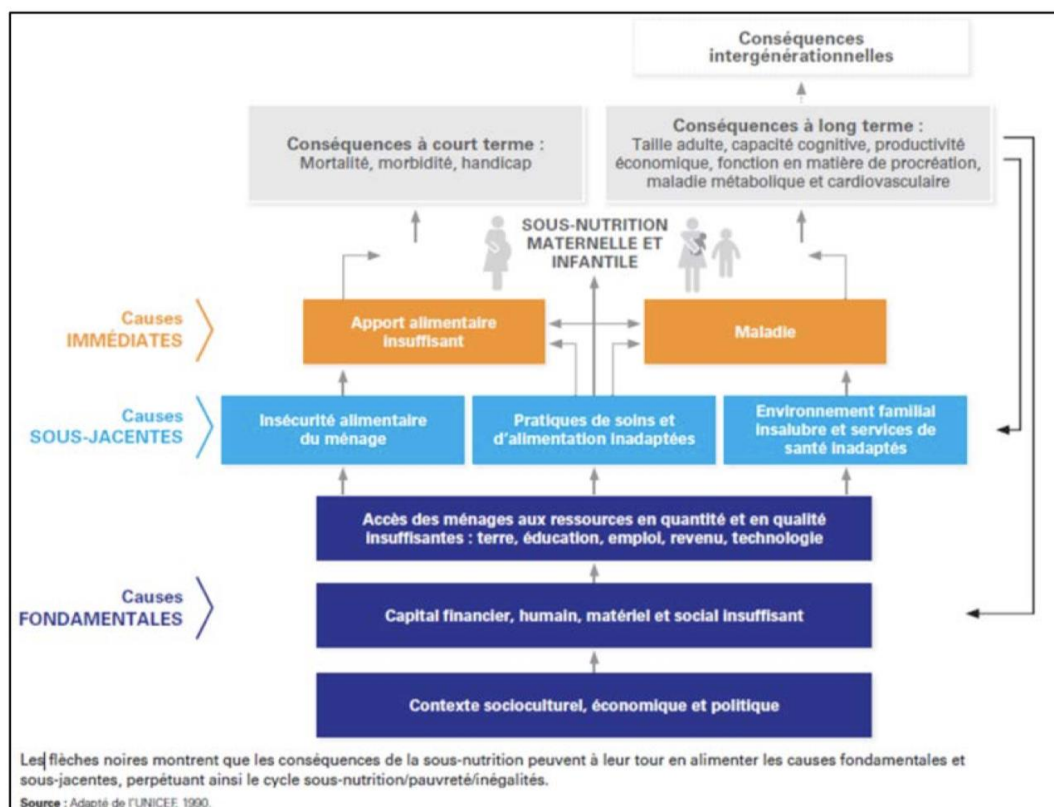 Conséquences
intergénérationnelles
Conséquences à court terme :
Mortalité, morbidité, handicap
Conséquences à long terme :
Taille adulte, capacité cognitive, productivité
économique, fonction en matière de procréation,
maladie métabolique et cardiovasculaire
SOUS-NUTRITION
MATERNELLE ET
INFANTILE
Causes
IMMÉDIATES
Apport alimentaire
insuffisant
Maladie
Causes
SOUS-JACENTES
Insécurité alimentaire
du ménage
Pratiques de soins et
d'alimentation inadaptées
Environnement familial
insalubre et services de
santé inadaptés
Accès des ménages aux ressources en quantité et en qualité
insuffisantes : terre, éducation, emploi, revenu, technologie
Causes
FONDAMENTALES
Capital financier, humain, matériel et social insuffisant
Contexte socioculturel, économique et politique
Les flèches noires montrent que les conséquences de la sous-nutrition peuvent à leur tour en alimenter les causes fondamentales et
sous-jacentes, perpétuant ainsi le cycle sous-nutrition/pauvreté/inégalités.
Source : Adapté de l'UNICEF, 1990.